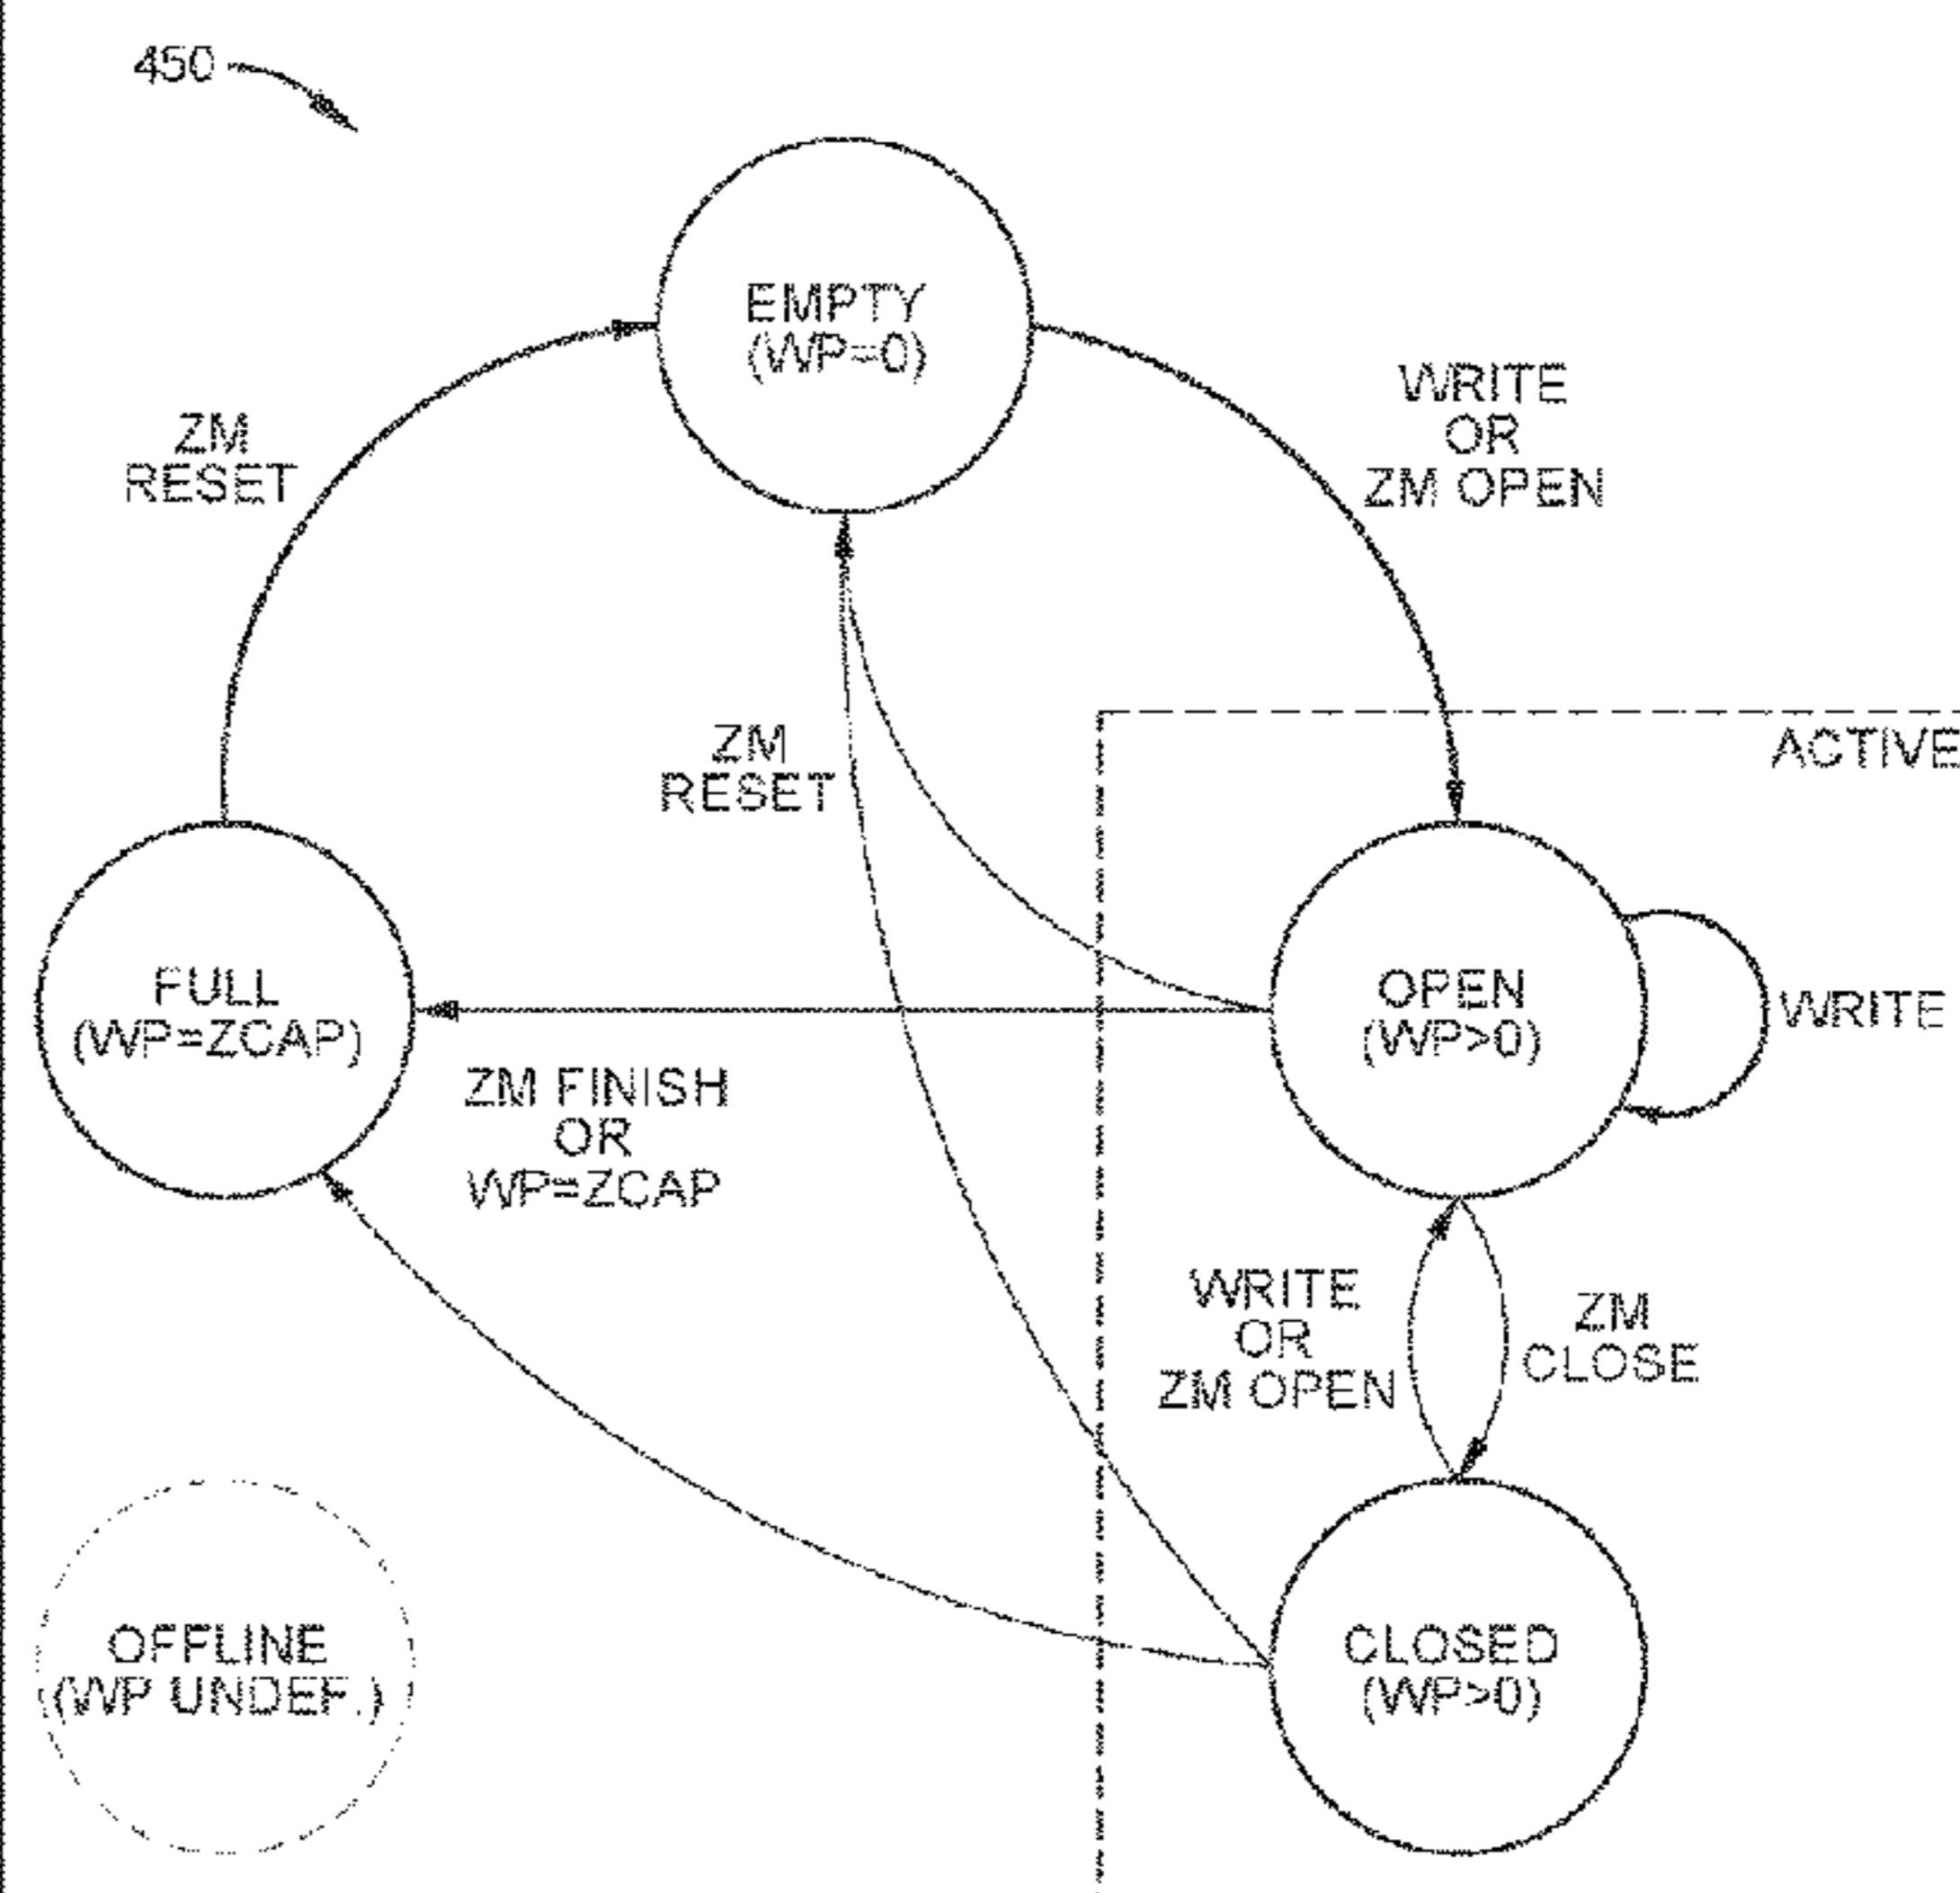 450
EMPTY
(WP=0)
WRITE
OR
ZM OPEN
ZM
RESET
ZM
RESET
ACTIVE
FULL
(WP=ZCAP)
OPEN
(WP>0)
WRITE
ZM FINISH
OR
WP=ZCAP
WRITE
OR
ZM OPEN
ZM
CLOSE
OFFLINE
(WP UNDEF.)
CLOSED
(WP>0)